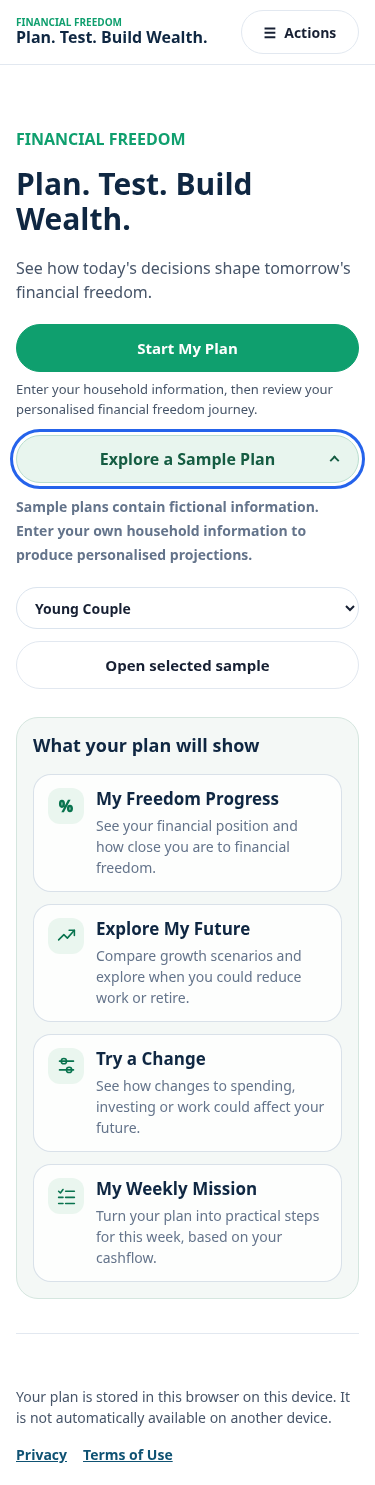 FINANCIAL FREEDOM
Plan. Test. Build Wealth.
☰ Actions
FINANCIAL FREEDOM
Plan. Test. Build
Wealth.
See how today's decisions shape tomorrow's
financial freedom.
Start My Plan
Enter your household information, then review your
personalised financial freedom journey.
Explore a Sample Plan
Sample plans contain fictional information.
Enter your own household information to
produce personalised projections.
Young Couple
Open selected sample
What your plan will show
%
My Freedom Progress
See your financial position and
how close you are to financial
freedom.
Explore My Future
Compare growth scenarios and
explore when you could reduce
work or retire.
Try a Change
See how changes to spending,
investing or work could affect your
future.
My Weekly Mission
Turn your plan into practical steps
for this week, based on your
cashflow.
Your plan is stored in this browser on this device. It
is not automatically available on another device.
Privacy Terms of Use